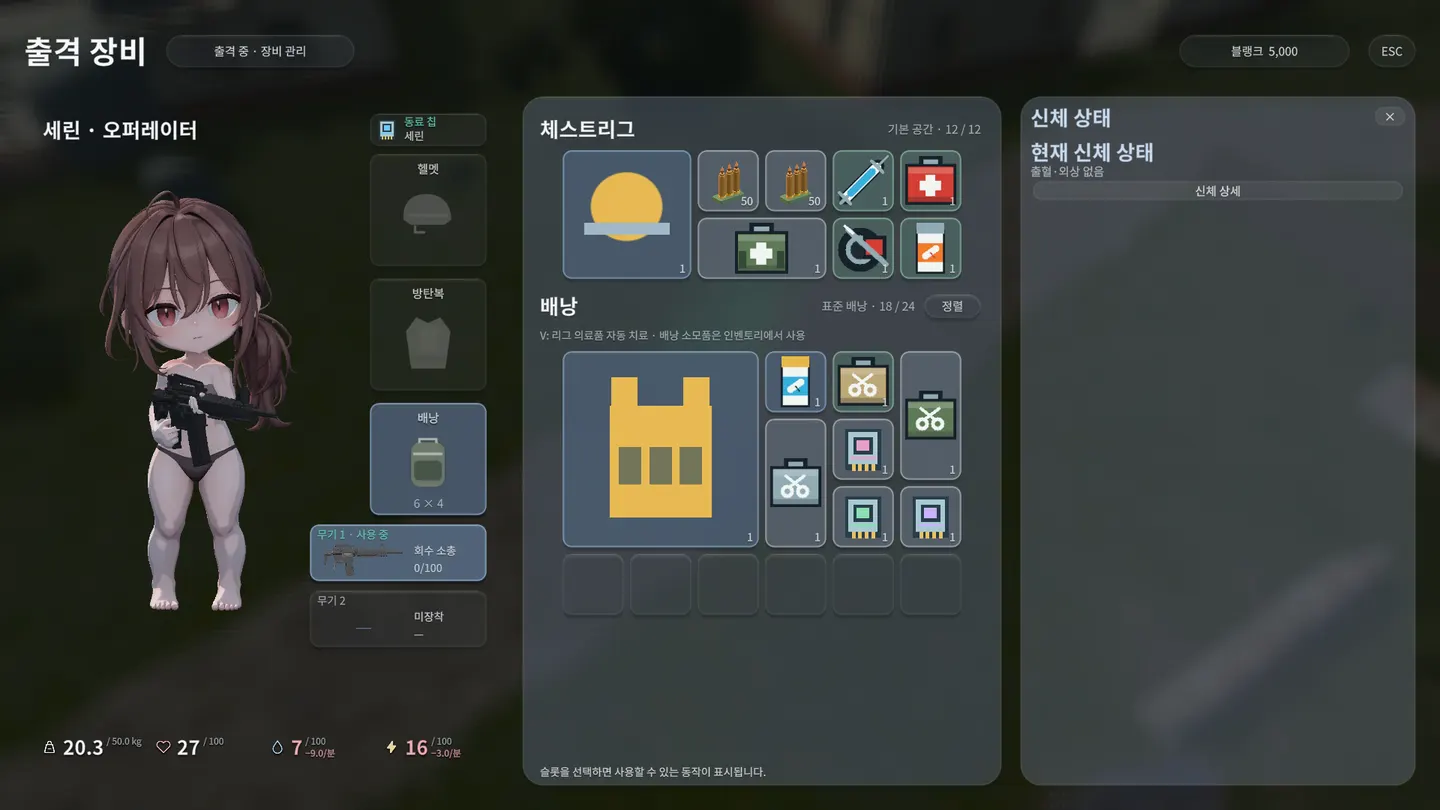 출격 장비
출격 중 · 장비 관리
블랭크 5,000
ESC
세린 · 오퍼레이터
동료 칩
세린
헬멧
방탄복
배낭
6 × 4
무기 1 · 사용 중
회수 소총
0/100
무기 2
미장착
—
—
20.3 / 50.0 kg
27 / 100
7 / 100
−9.0/분
16 / 100
−3.0/분
체스트리그
기본 공간 · 12 / 12
1
50
50
1
1
1
1
1
배낭
표준 배낭 · 18 / 24
정렬
V: 리그 의료품 자동 치료 · 배낭 소모품은 인벤토리에서 사용
1
1
1
1
1
1
1
1
슬롯을 선택하면 사용할 수 있는 동작이 표시됩니다.
신체 상태
현재 신체 상태
출혈·외상 없음
신체 상세